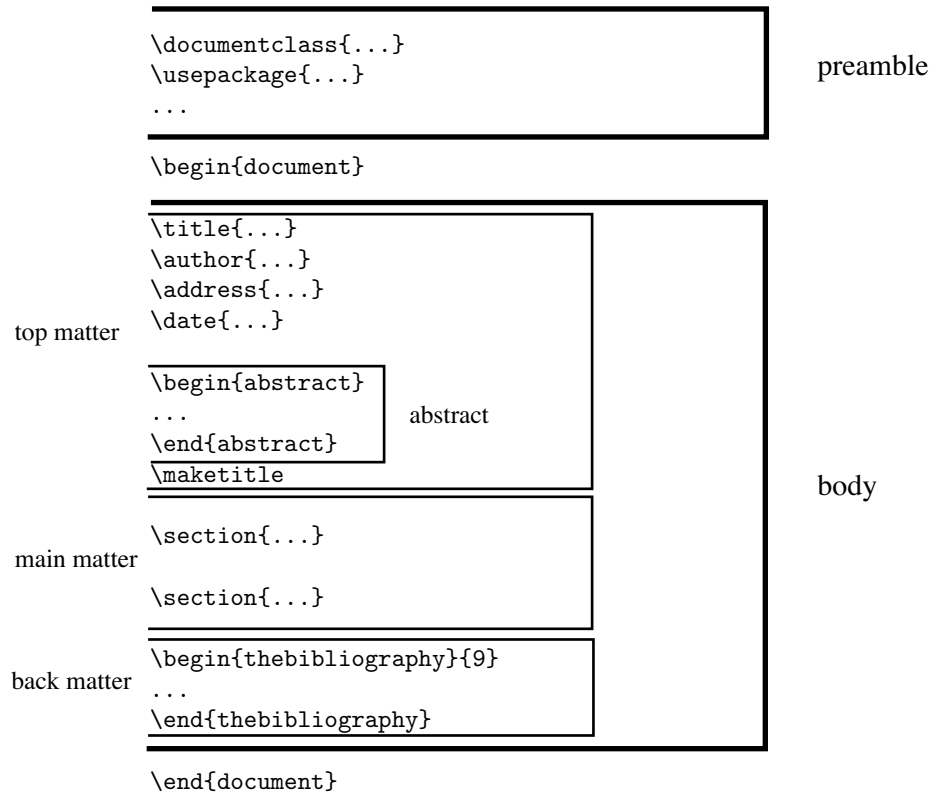 \documentclass{...}
\usepackage{...}
...
preamble
\begin{document}
\title{...}
\author{...}
\address{...}
\date{...}
top matter
\begin{abstract}
...
abstract
\end{abstract}
\maketitle
body
\section{...}
main matter
\section{...}
\begin{thebibliography}{9}
back matter
...
\end{thebibliography}
\end{document}